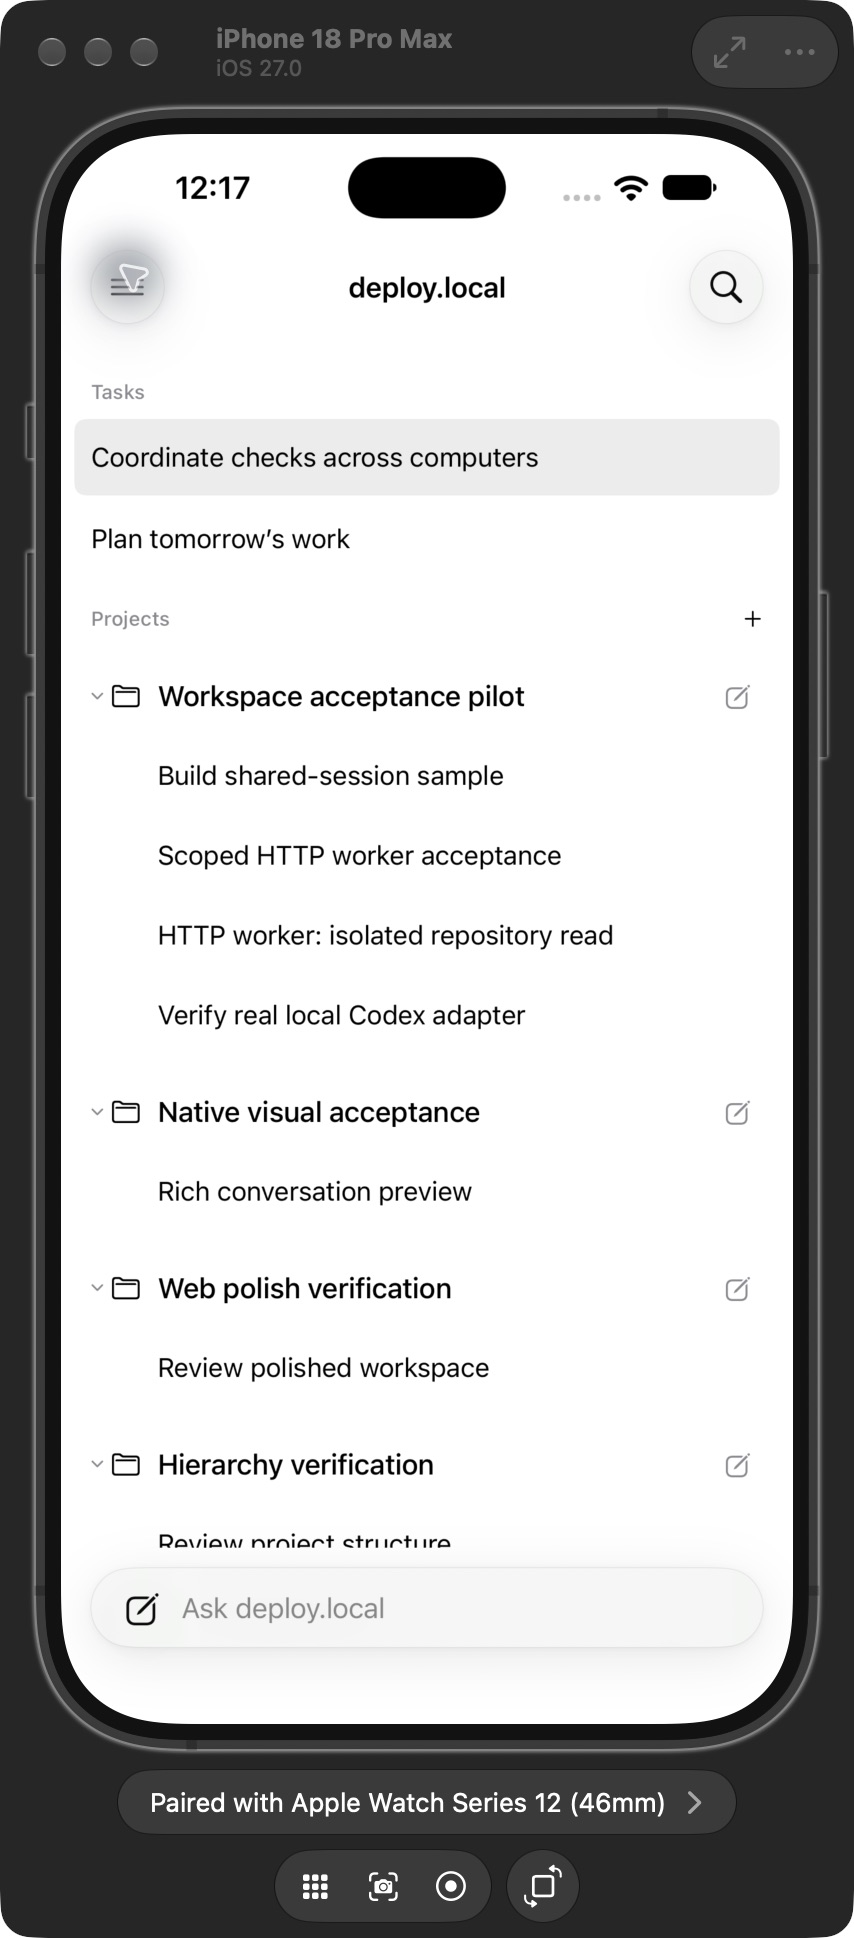 iPhone 18 Pro Max
iOS 27.0
12:17
deploy.local
Tasks
Coordinate checks across computers
Plan tomorrow’s work
Projects
Workspace acceptance pilot
Build shared-session sample
Scoped HTTP worker acceptance
HTTP worker: isolated repository read
Verify real local Codex adapter
Native visual acceptance
Rich conversation preview
Web polish verification
Review polished workspace
Hierarchy verification
Review project structure
Ask deploy.local
Paired with Apple Watch Series 12 (46mm)